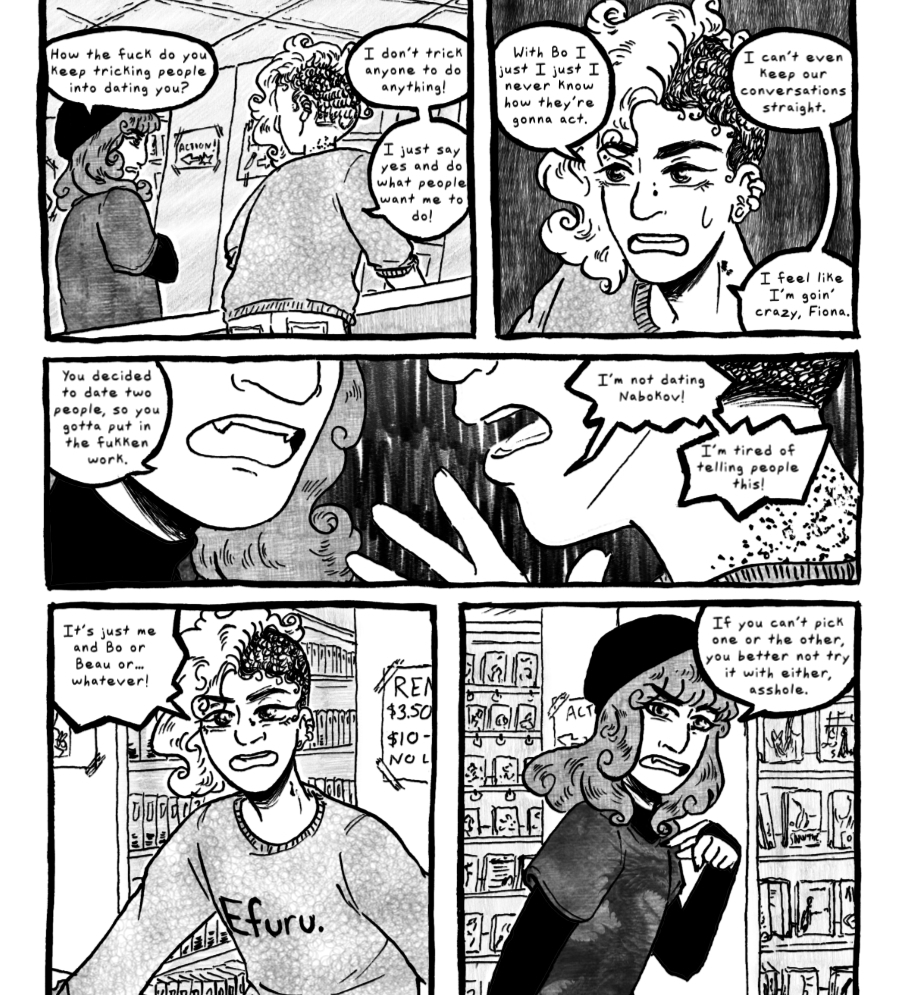 How the fuck do you
keep tricking people
into dating you?
I don't trick
anyone to do
anything!
I just say
yes and do
what people
want me to
do!
ACTION!
With Bo I
just I just I
never know
how they're
gonna act.
I can't even
keep our
conversations
straight.
I feel like
I'm goin'
crazy, Fiona.
You decided
to date two
people, so you
gotta put in
the fukken
work.
I'm not dating
Nabokov!
I'm tired of
telling people
this!
It's just me
and Bo or
Beau or...
whatever!
REN
$3.50
$10-
NO L
Efuru.
If you can't pick
one or the other,
you better not try
it with either,
asshole.
ACT